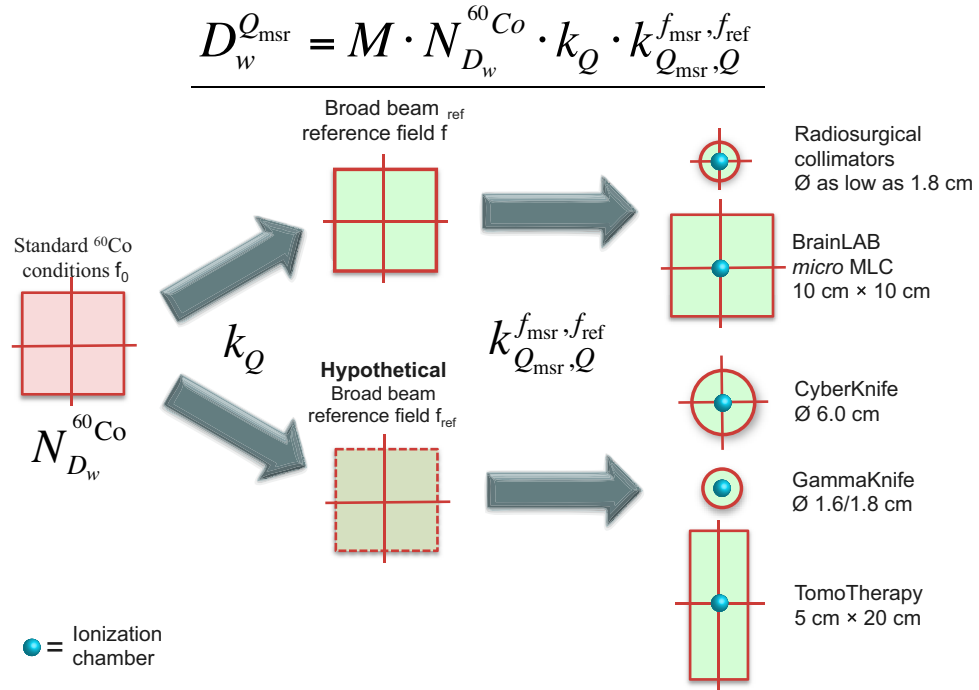 D_w^{Q_msr} = M · N_{D_w}^{60Co} · k_Q · k_{Q_msr,Q}^{f_msr,f_ref}
Broad beam ref
reference field f
Radiosurgical
collimators
Ø as low as 1.8 cm
Standard ⁶⁰Co
conditions f₀
BrainLAB
micro MLC
10 cm × 10 cm
k_Q
k_{Q_msr,Q}^{f_msr,f_ref}
Hypothetical
Broad beam
reference field f_ref
N_{D_w}^{60Co}
CyberKnife
Ø 6.0 cm
GammaKnife
Ø 1.6/1.8 cm
TomoTherapy
5 cm × 20 cm
= Ionization
chamber